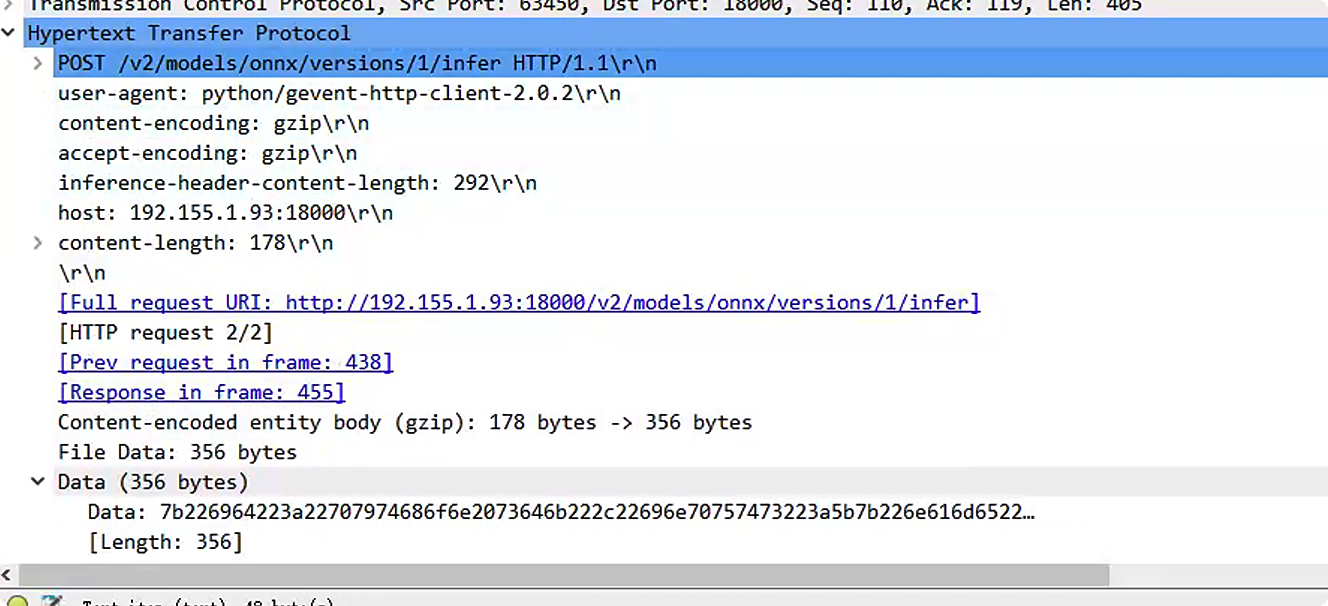 Transmission Control Protocol, Src Port: 63450, Dst Port: 18000, Seq: 110, Ack: 119, Len: 405
Hypertext Transfer Protocol
POST /v2/models/onnx/versions/1/infer HTTP/1.1\r\n
user-agent: python/gevent-http-client-2.0.2\r\n
content-encoding: gzip\r\n
accept-encoding: gzip\r\n
inference-header-content-length: 292\r\n
host: 192.155.1.93:18000\r\n
content-length: 178\r\n
\r\n
[Full request URI: http://192.155.1.93:18000/v2/models/onnx/versions/1/infer]
[HTTP request 2/2]
[Prev request in frame: 438]
[Response in frame: 455]
Content-encoded entity body (gzip): 178 bytes -> 356 bytes
File Data: 356 bytes
Data (356 bytes)
Data: 7b226964223a22707974686f6e2073646b222c22696e70757473223a5b7b226e616d6522…
[Length: 356]
Text item (text), 48 byte(s)